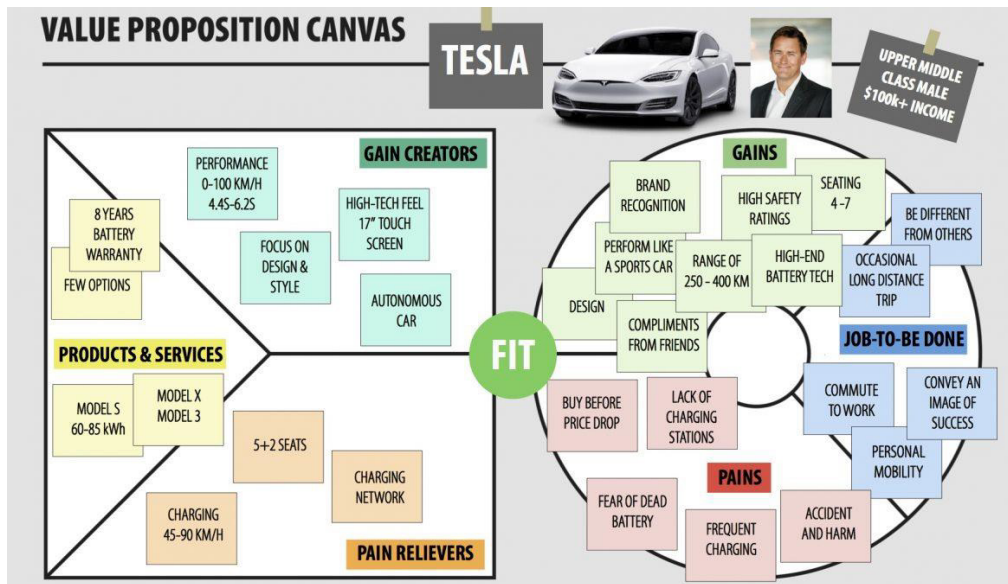 VALUE PROPOSITION CANVAS
TESLA
UPPER MIDDLE
CLASS MALE
$100k+ INCOME
GAIN CREATORS
PERFORMANCE
0-100 KM/H
4.4S-6.2S
HIGH-TECH FEEL
17" TOUCH
SCREEN
FOCUS ON
DESIGN &
STYLE
AUTONOMOUS
CAR
8 YEARS
BATTERY
WARRANTY
FEW OPTIONS
PRODUCTS & SERVICES
MODEL S
60-85 kWh
MODEL X
MODEL 3
5+2 SEATS
CHARGING
NETWORK
CHARGING
45-90 KM/H
PAIN RELIEVERS
FIT
GAINS
BRAND
RECOGNITION
HIGH SAFETY
RATINGS
SEATING
4 -7
PERFORM LIKE
A SPORTS CAR
RANGE OF
250 – 400 KM
HIGH-END
BATTERY TECH
DESIGN
COMPLIMENTS
FROM FRIENDS
BE DIFFERENT
FROM OTHERS
OCCASIONAL
LONG DISTANCE
TRIP
JOB-TO-BE DONE
COMMUTE
TO WORK
CONVEY AN
IMAGE OF
SUCCESS
PERSONAL
MOBILITY
BUY BEFORE
PRICE DROP
LACK OF
CHARGING
STATIONS
PAINS
FEAR OF DEAD
BATTERY
FREQUENT
CHARGING
ACCIDENT
AND HARM